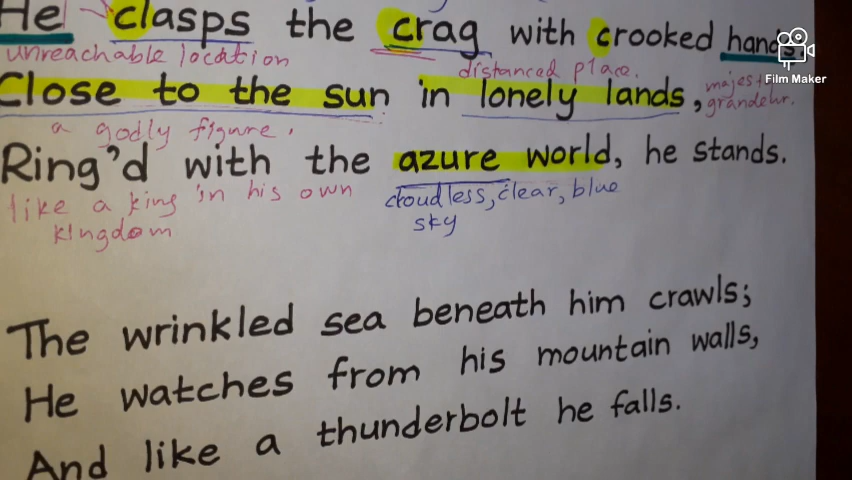 He clasps the crag with crooked hands
unreachable location
distanced place.
Film Maker
Close to the sun in lonely lands,
grandeur.
a godly figure.
Ring'd with the azure world, he stands.
like a king in his own
kingdom
cloudless, clear, blue
sky
The wrinkled sea beneath him crawls;
He watches from his mountain walls,
And like a thunderbolt he falls.